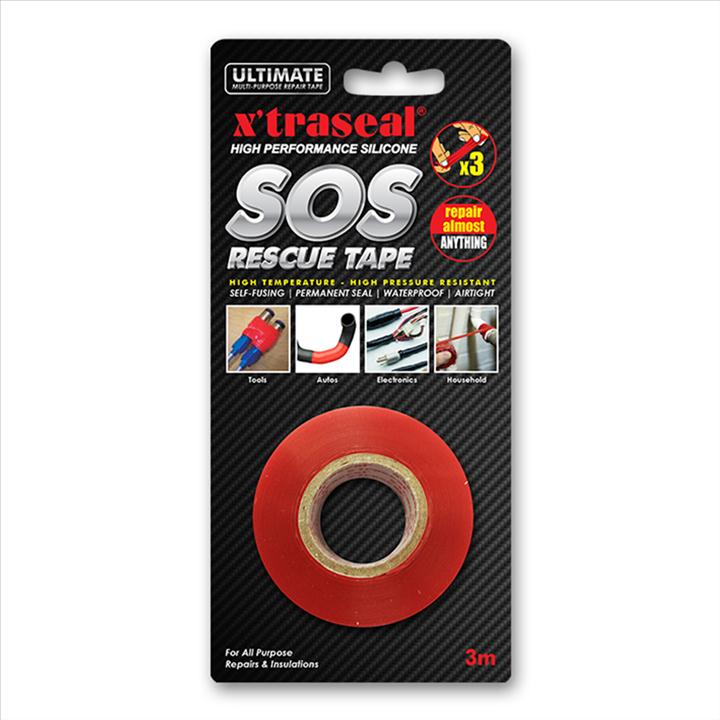 ULTIMATE
MULTI-PURPOSE REPAIR TAPE
x'traseal®
HIGH PERFORMANCE SILICONE
x3
SOS
RESCUE TAPE
repair
almost
ANYTHING
HIGH TEMPERATURE - HIGH PRESSURE RESISTANT
SELF-FUSING | PERMANENT SEAL | WATERPROOF | AIRTIGHT
Tools
Autos
Electronics
Household
For All Purpose
Repairs & Insulations
3m